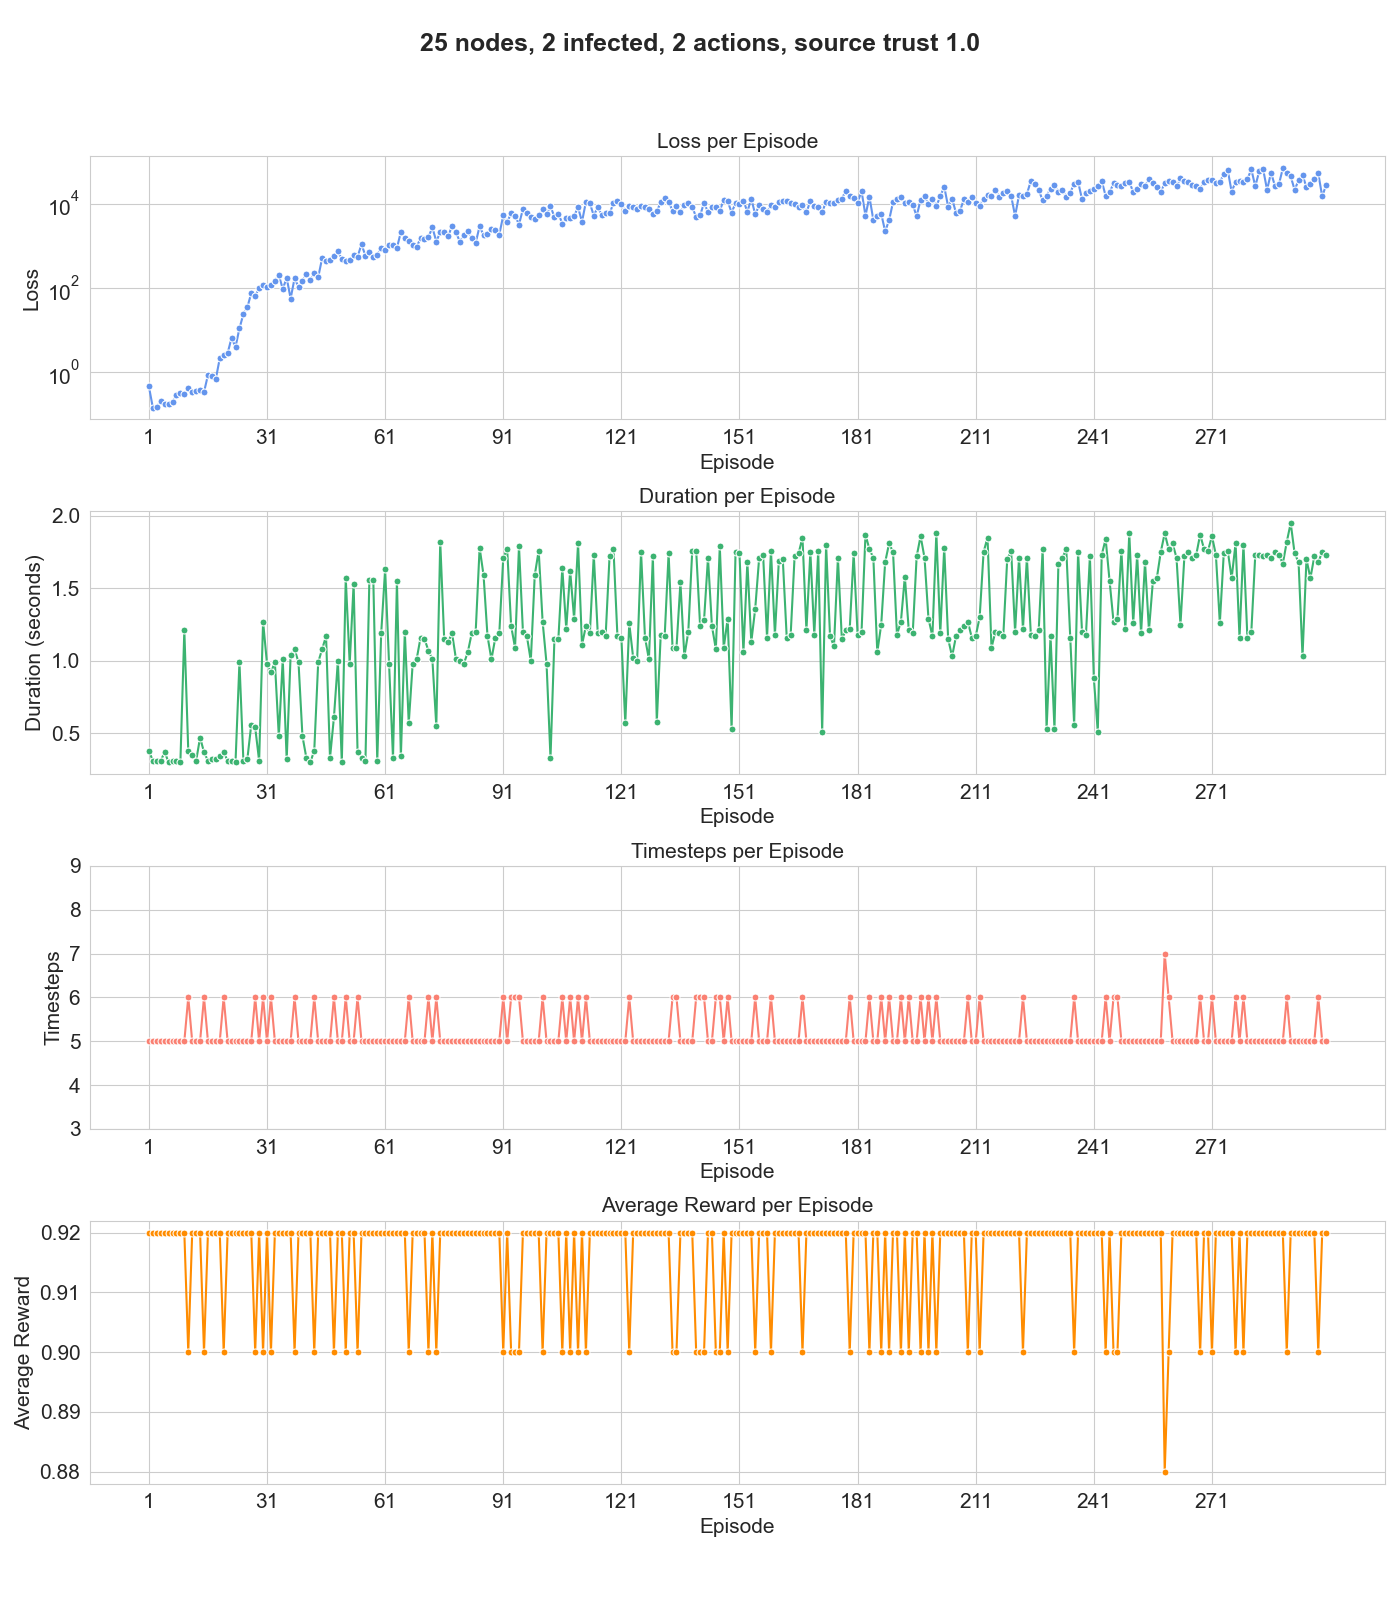 25 nodes, 2 infected, 2 actions, source trust 1.0
Loss per Episode
Loss
10^4
10^2
10^0
1 31 61 91 121 151 181 211 241 271
Episode
Duration per Episode
Duration (seconds)
2.0
1.5
1.0
0.5
1 31 61 91 121 151 181 211 241 271
Episode
Timesteps per Episode
Timesteps
9
8
7
6
5
4
3
1 31 61 91 121 151 181 211 241 271
Episode
Average Reward per Episode
Average Reward
0.92
0.91
0.90
0.89
0.88
1 31 61 91 121 151 181 211 241 271
Episode